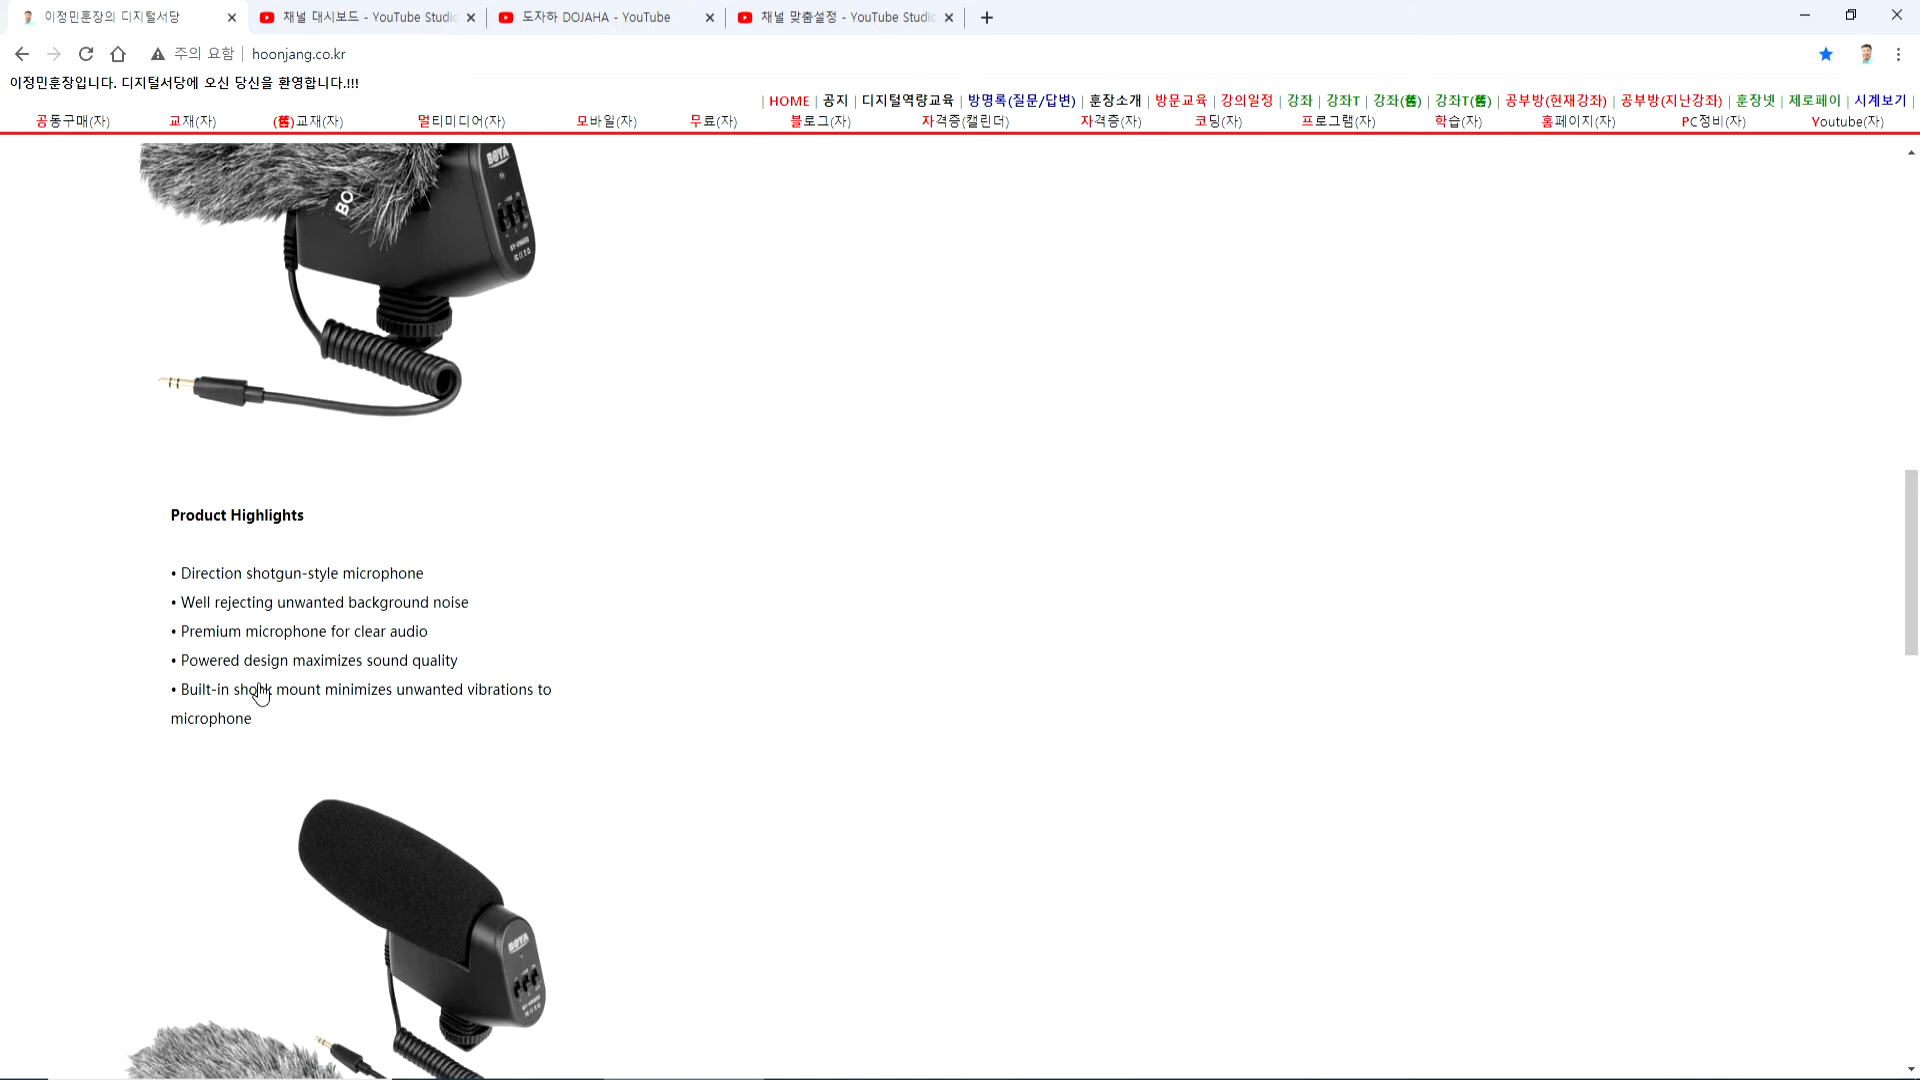 이정민훈장의 디지털서당
채널 대시보드 - YouTube Studio
도자하 DOJAHA - YouTube
채널 맞춤설정 - YouTube Studio
주의 요함 | hoonjang.co.kr
이정민훈장입니다. 디지털서당에 오신 당신을 환영합니다.!!!
| HOME | 공지 | 디지털역량교육 | 방명록(질문/답변) | 훈장소개 | 방문교육 | 강의일정 | 강좌 | 강좌T | 강좌(舊) | 강좌T(舊) | 공부방(현재강좌) | 공부방(지난강좌) | 훈장넷 | 제로페이 | 시계보기 |
공동구매(자) 교재(자) (舊)교재(자) 멀티미디어(자) 모바일(자) 무료(자) 블로그(자) 자격증(캘린더) 자격증(자) 코딩(자) 프로그램(자) 학습(자) 홈페이지(자) PC정비(자) Youtube(자)
BOYA
BO
Product Highlights
• Direction shotgun-style microphone
• Well rejecting unwanted background noise
• Premium microphone for clear audio
• Powered design maximizes sound quality
• Built-in shock mount minimizes unwanted vibrations to
microphone
BOYA